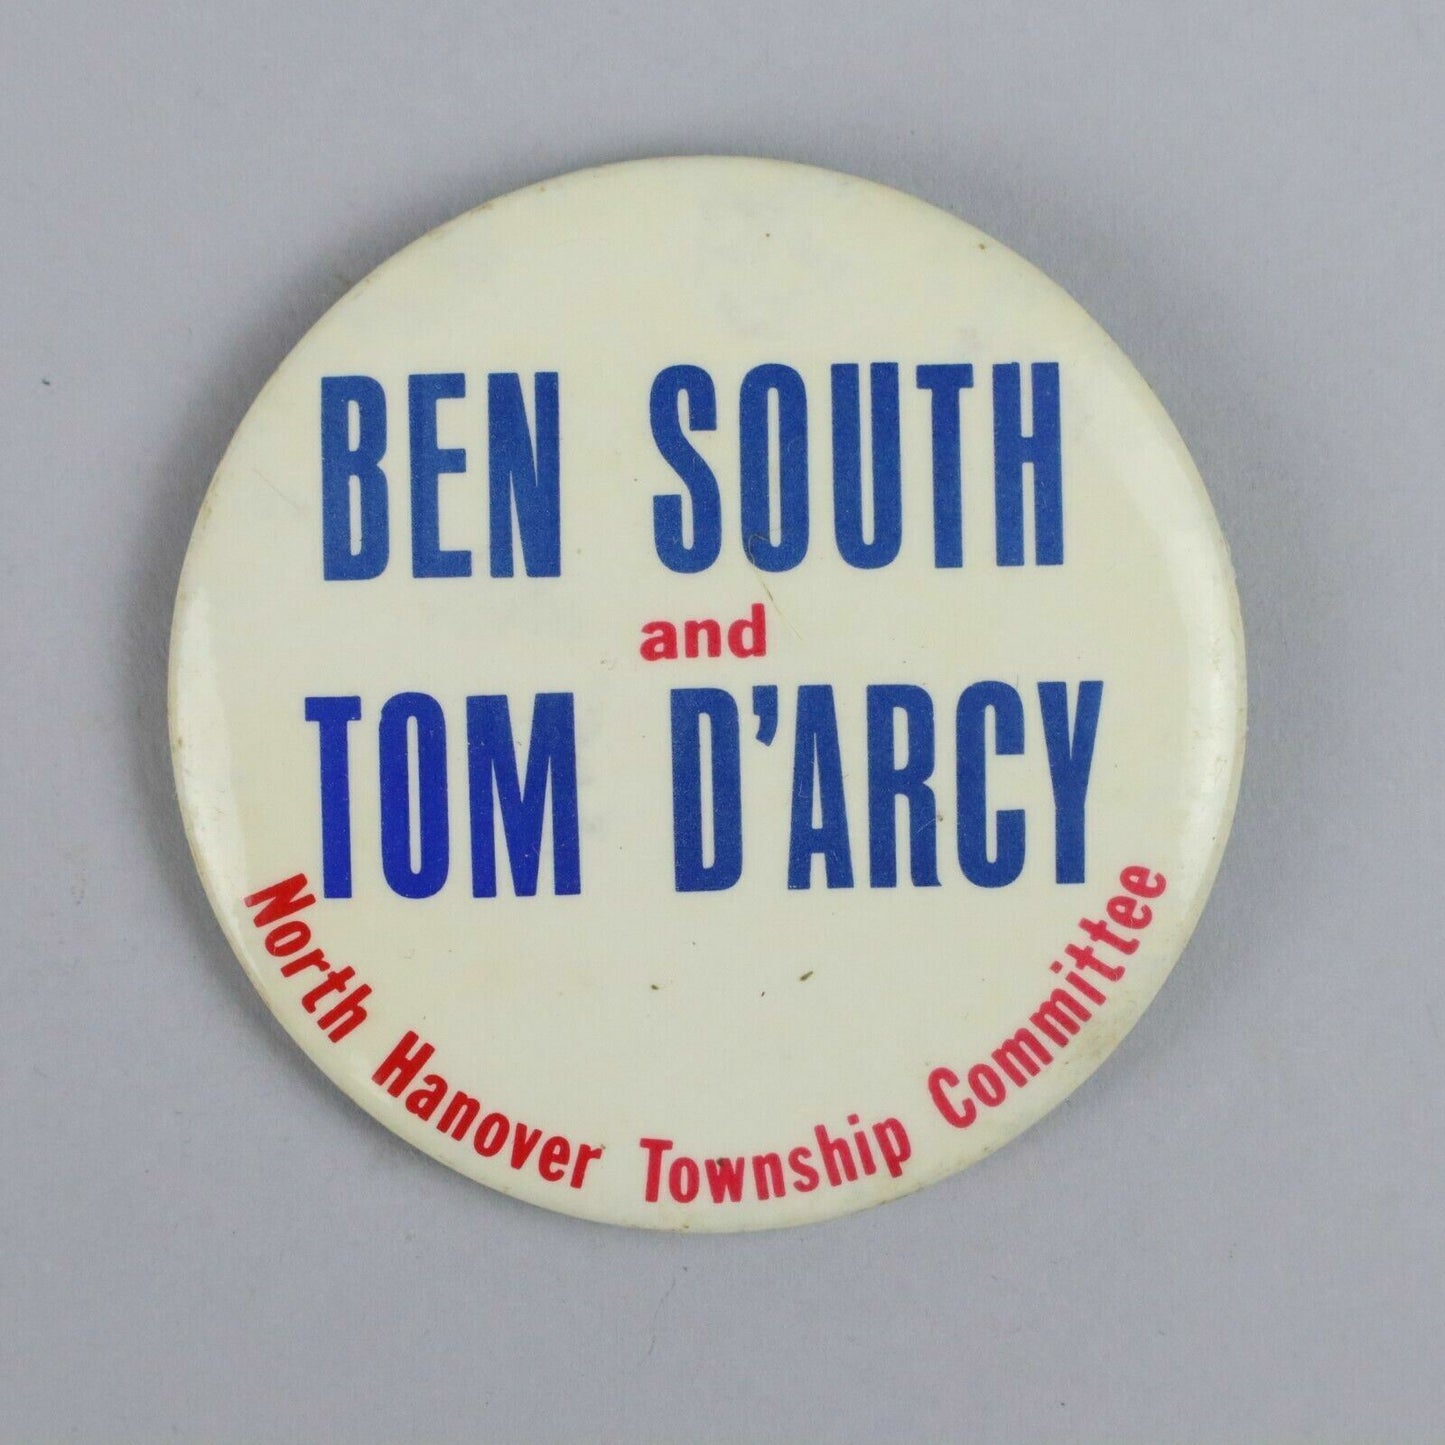 BEN SOUTH
and
TOM D'ARCY
North Hanover Township Committee